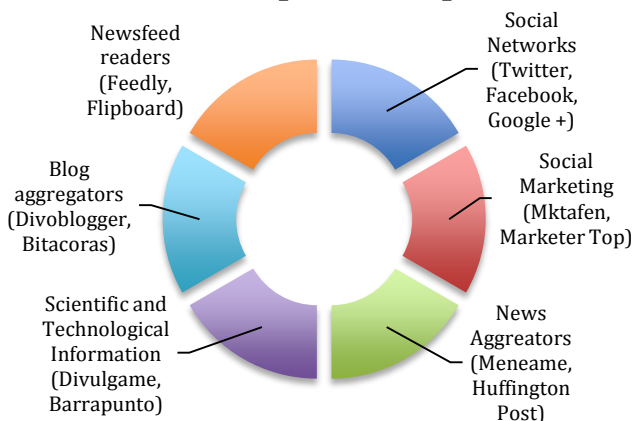 Newsfeed
readers
(Feedly,
Flipboard)
Social
Networks
(Twitter,
Facebook,
Google +)
Social
Marketing
(Mktafen,
Marketer Top)
News
Aggreators
(Meneame,
Huffington
Post)
Scientific and
Technological
Information
(Divulgame,
Barrapunto)
Blog
aggregators
(Divoblogger,
Bitacoras)